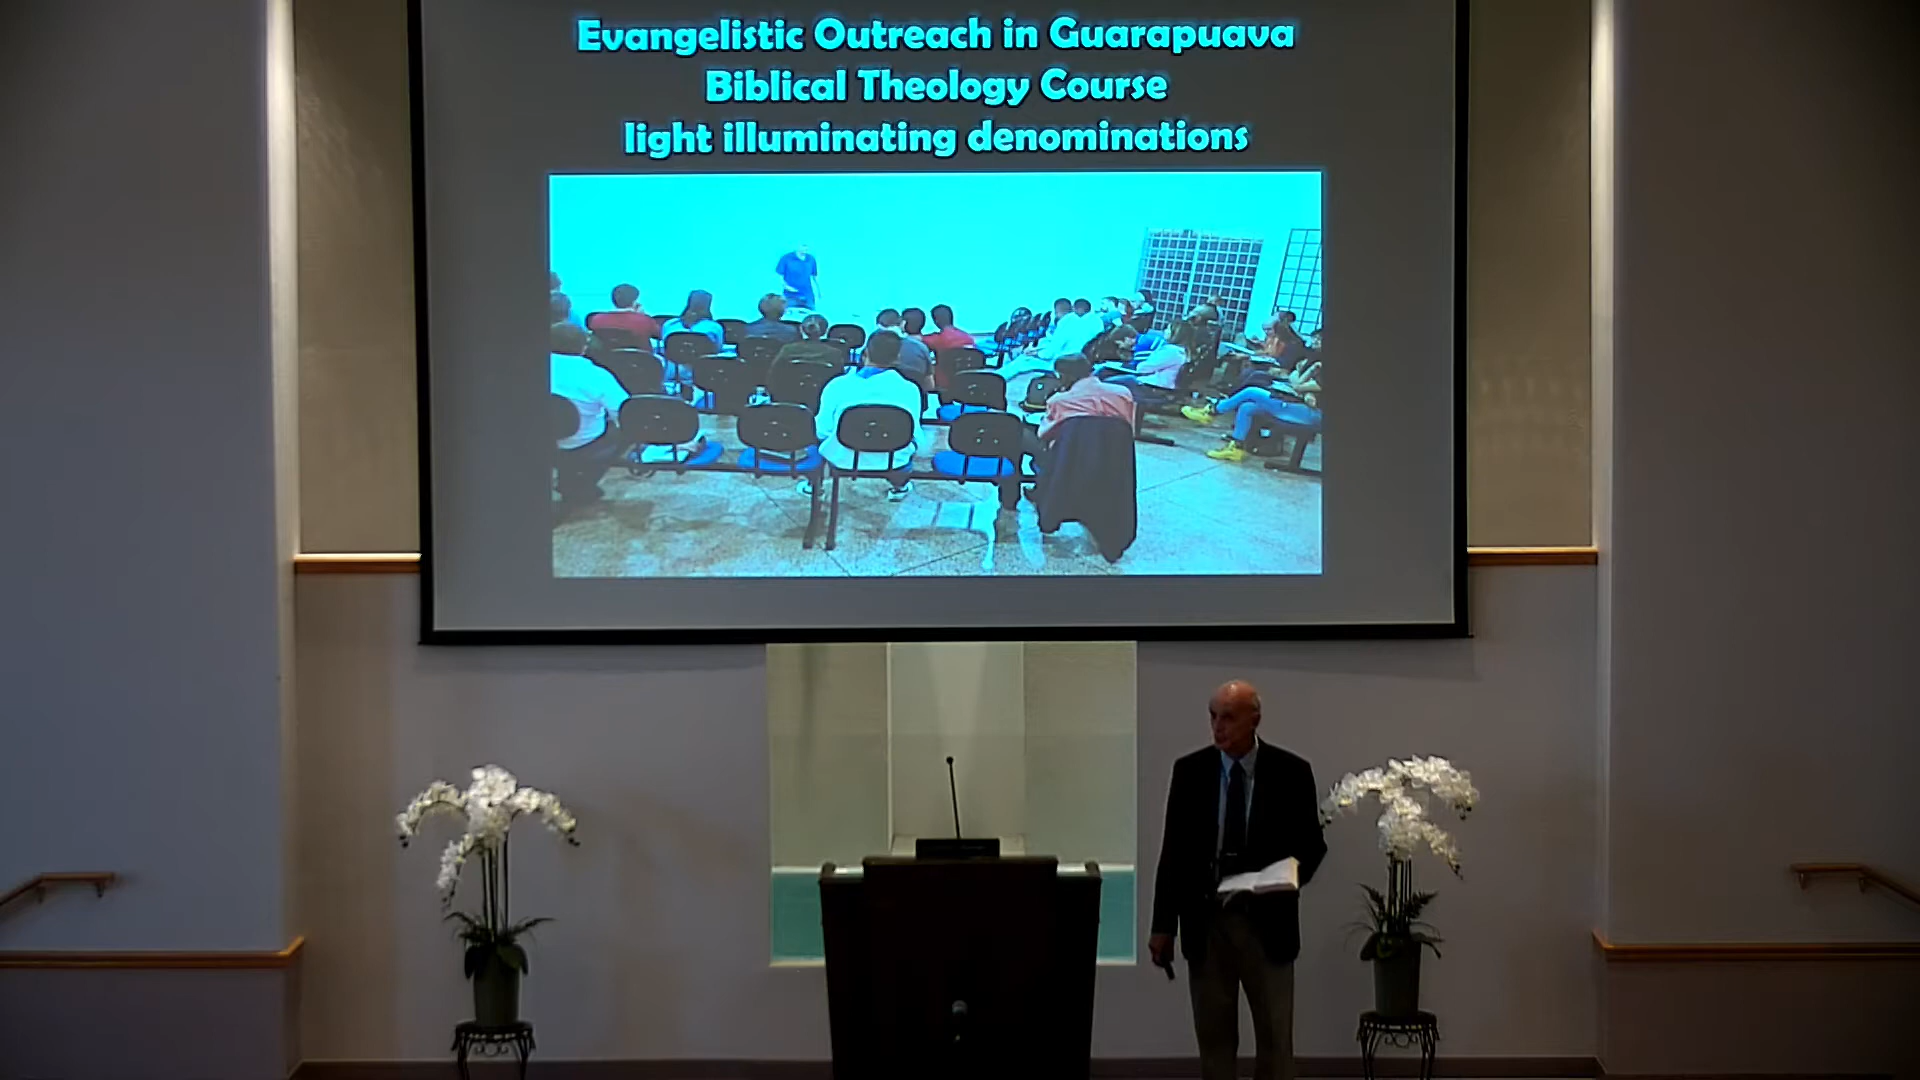 Evangelistic Outreach in Guarapuava
Biblical Theology Course
light illuminating denominations